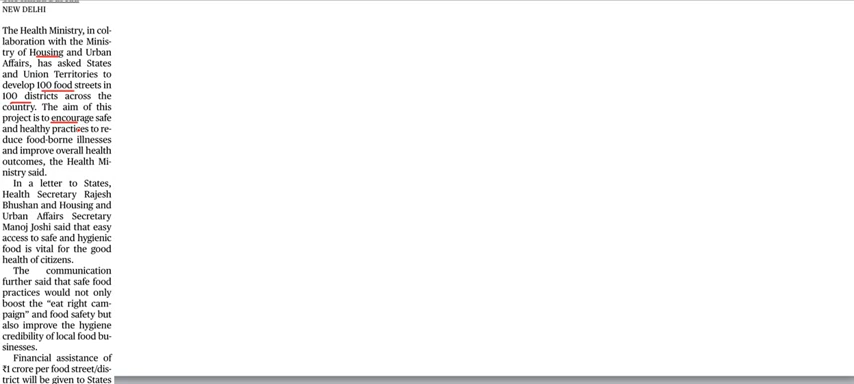 NEW DELHI
The Health Ministry, in col-
laboration with the Minis-
try of Housing and Urban
Affairs, has asked States
and Union Territories to
develop 100 food streets in
100 districts across the
country. The aim of this
project is to encourage safe
and healthy practices to re-
duce food-borne illnesses
and improve overall health
outcomes, the Health Mi-
nistry said.
In a letter to States,
Health Secretary Rajesh
Bhushan and Housing and
Urban Affairs Secretary
Manoj Joshi said that easy
access to safe and hygienic
food is vital for the good
health of citizens.
The communication
further said that safe food
practices would not only
boost the “eat right cam-
paign” and food safety but
also improve the hygiene
credibility of local food bu-
sinesses.
Financial assistance of
₹1 crore per food street/dis-
trict will be given to States